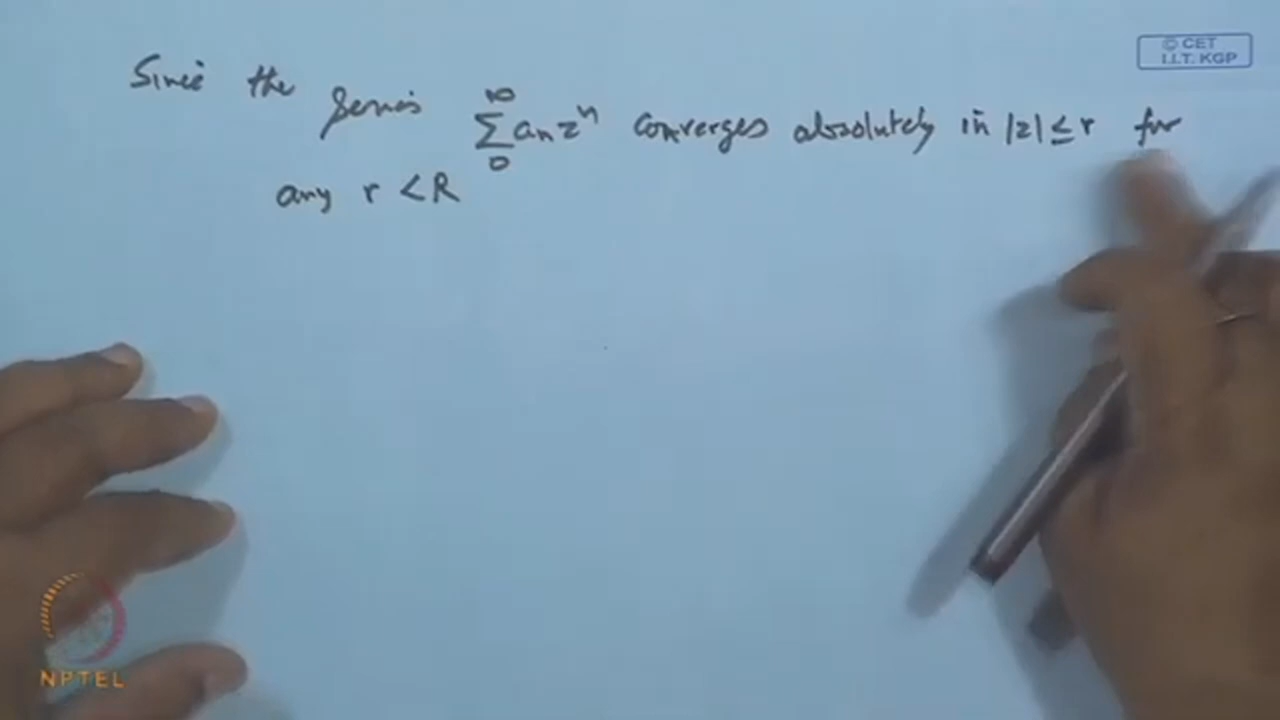 © CET
I.I.T. KGP
Since the Series ∑₀^∞ aₙzⁿ converges absolutely in |z| ≤ r for
any r < R
NPTEL